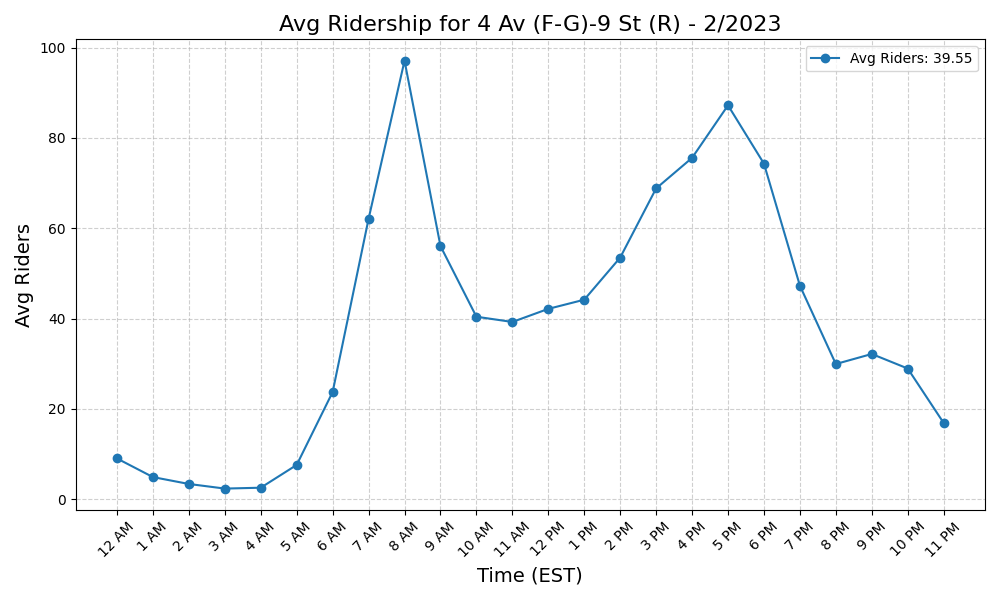 Avg Ridership for 4 Av (F-G)-9 St (R) - 2/2023
Avg Riders: 39.55
100
80
60
40
20
0
Avg Riders
12 AM
1 AM
2 AM
3 AM
4 AM
5 AM
6 AM
7 AM
8 AM
9 AM
10 AM
11 AM
12 PM
1 PM
2 PM
3 PM
4 PM
5 PM
6 PM
7 PM
8 PM
9 PM
10 PM
11 PM
Time (EST)